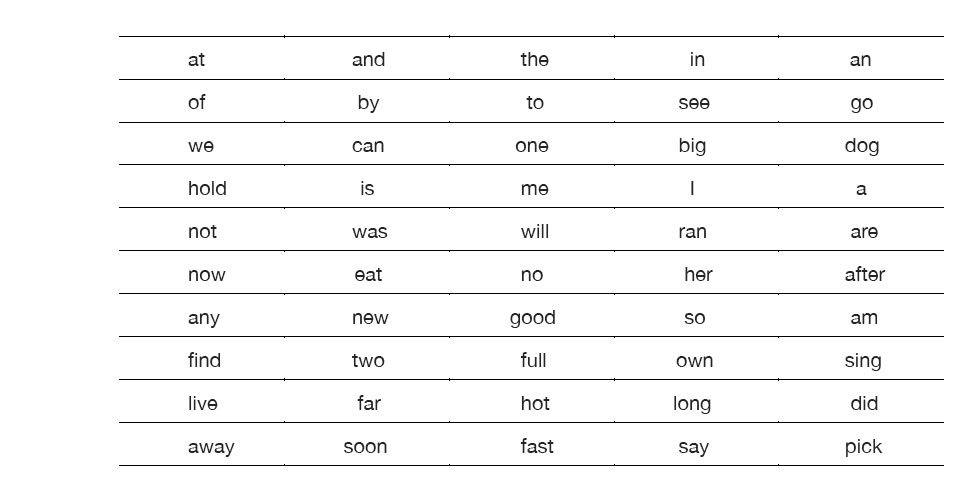 at and the in an
of by to see go
we can one big dog
hold is me I a
not was will ran are
now eat no her after
any new good so am
find two full own sing
live far hot long did
away soon fast say pick